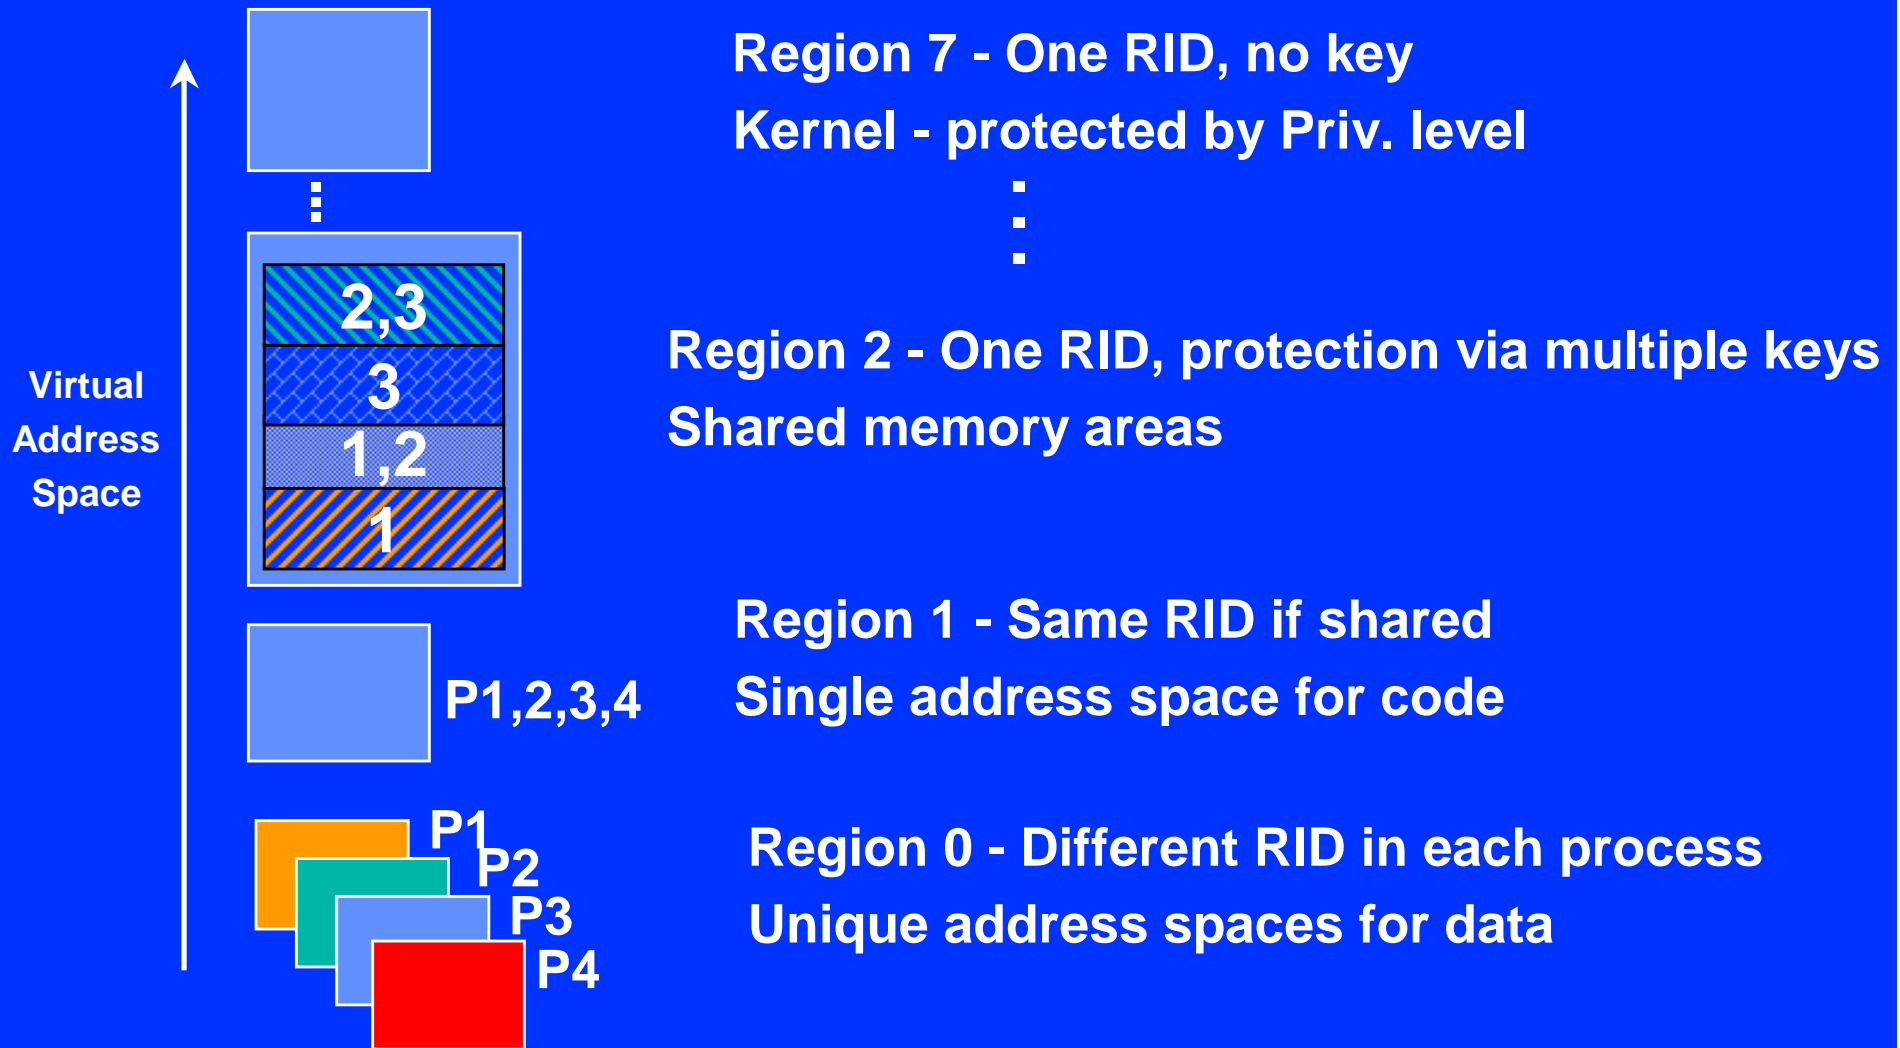 Region 7 - One RID, no key
Kernel - protected by Priv. level
2,3
3
1,2
1
Virtual
Address
Space
Region 2 - One RID, protection via multiple keys
Shared memory areas
P1,2,3,4
Region 1 - Same RID if shared
Single address space for code
P1
P2
P3
P4
Region 0 - Different RID in each process
Unique address spaces for data